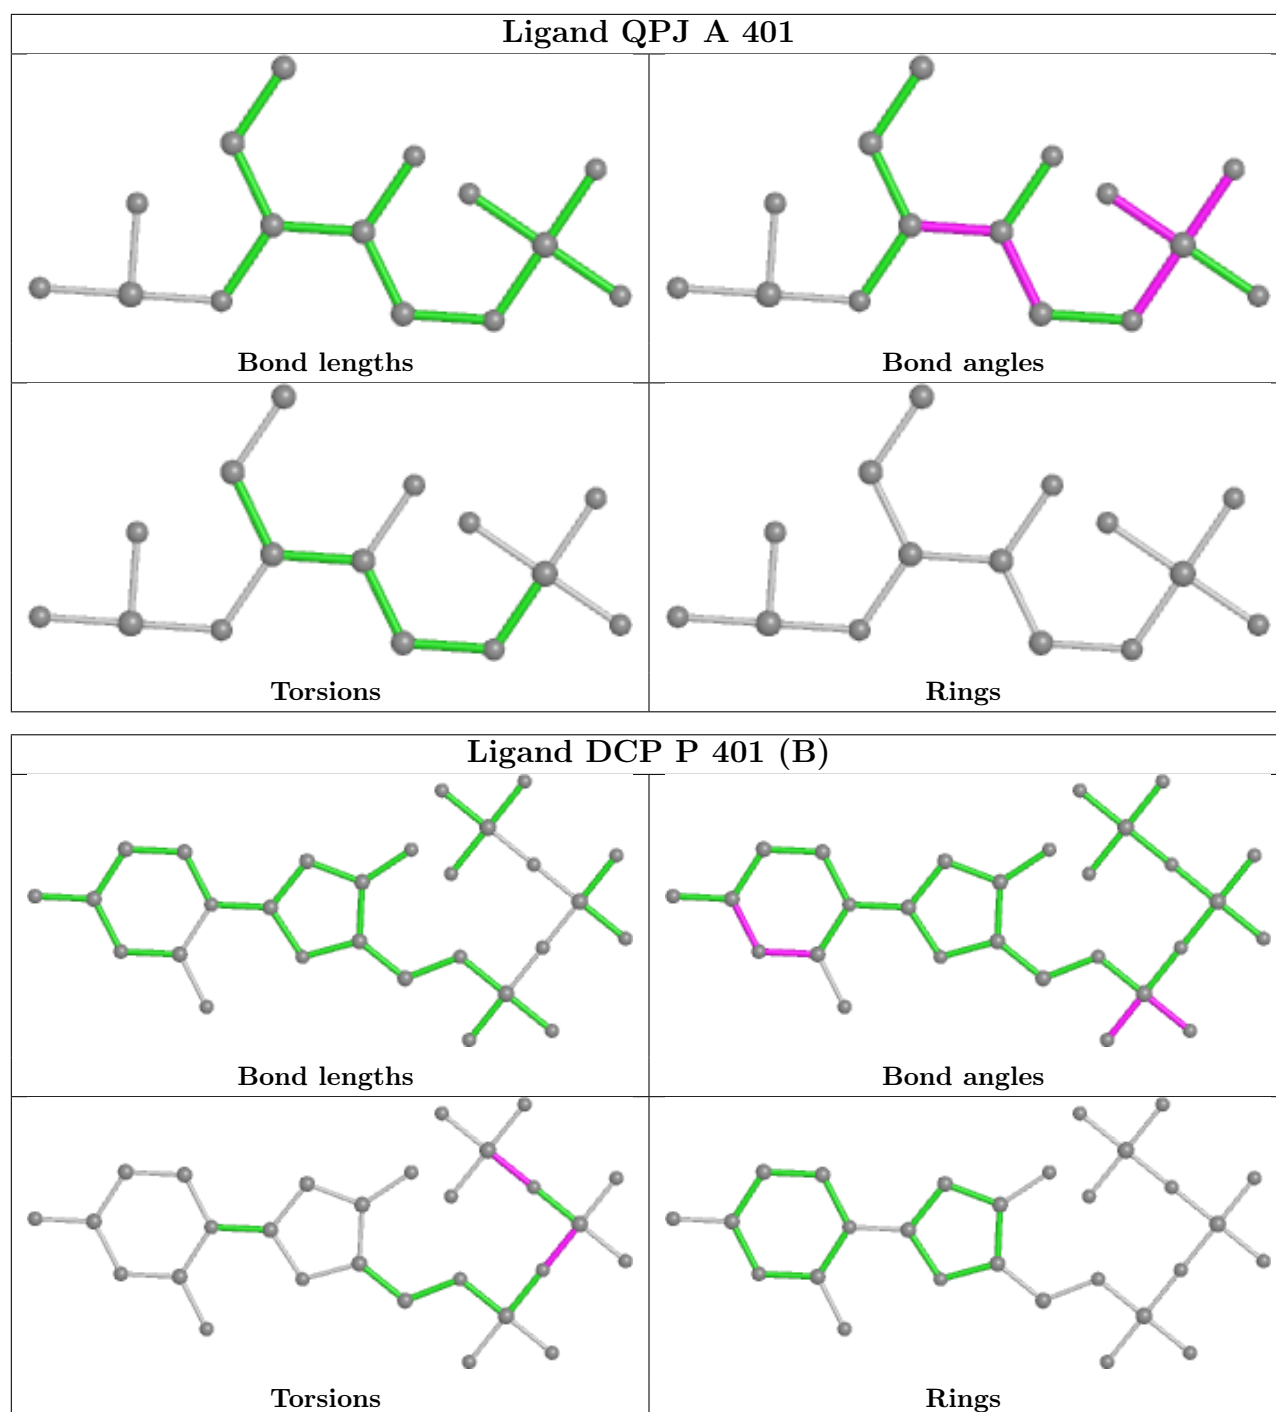 Ligand QPJ A 401
Bond lengths
Bond angles
Torsions
Rings
Ligand DCP P 401 (B)
Bond lengths
Bond angles
Torsions
Rings